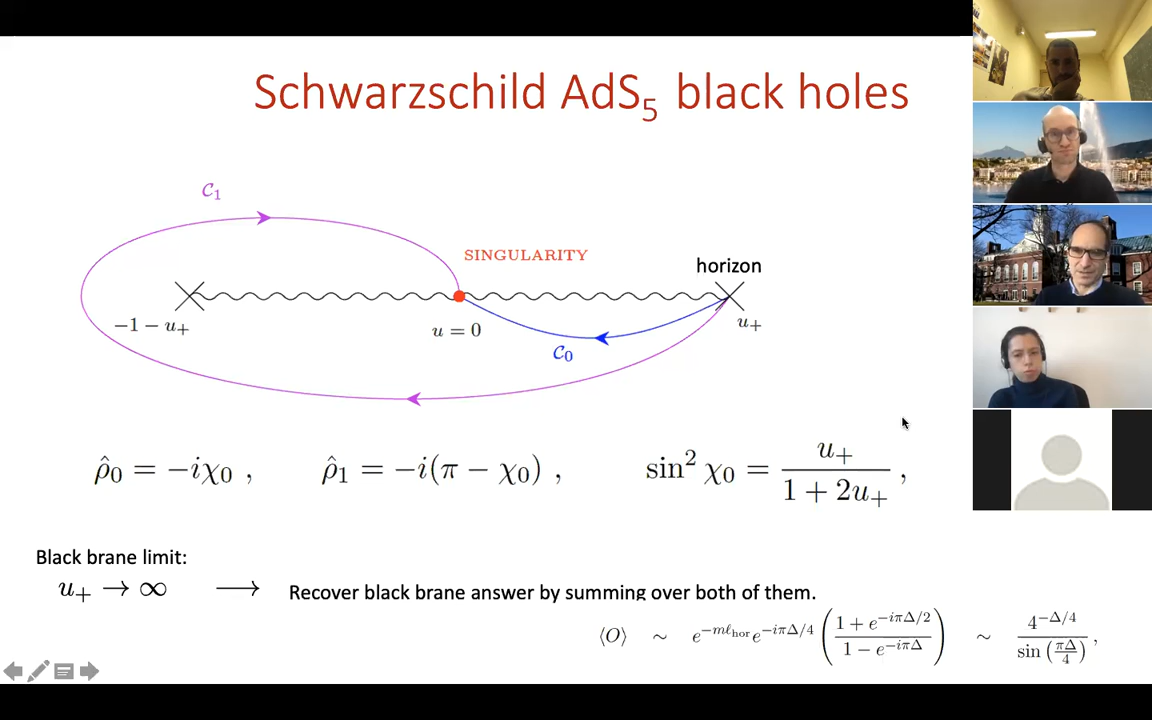 Schwarzschild AdS₅ black holes
𝒞₁
SINGULARITY
horizon
−1 − u₊
u = 0
u₊
𝒞₀
ρ̂₀ = −iχ₀ , ρ̂₁ = −i(π − χ₀) , sin² χ₀ = u₊ / (1 + 2u₊) ,
Black brane limit:
u₊ → ∞ ⟶ Recover black brane answer by summing over both of them.
⟨O⟩ ∼ e^{−mℓ_hor} e^{−iπΔ/4} ( (1 + e^{−iπΔ/2}) / (1 − e^{−iπΔ}) ) ∼ 4^{−Δ/4} / sin (πΔ/4) ,